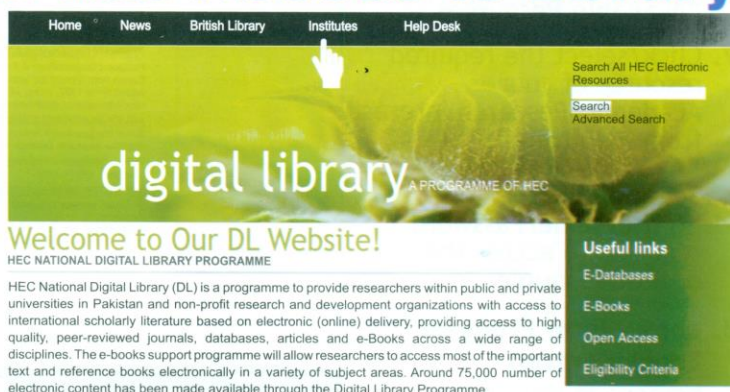 Home News British Library Institutes Help Desk
Search All HEC Electronic
Resources
Search
Advanced Search
digital library A PROGRAMME OF HEC
Welcome to Our DL Website!
HEC NATIONAL DIGITAL LIBRARY PROGRAMME
HEC National Digital Library (DL) is a programme to provide researchers within public and private
universities in Pakistan and non-profit research and development organizations with access to
international scholarly literature based on electronic (online) delivery, providing access to high
quality, peer-reviewed journals, databases, articles and e-Books across a wide range of
disciplines. The e-books support programme will allow researchers to access most of the important
text and reference books electronically in a variety of subject areas. Around 75,000 number of
electronic content has been made available through the Digital Library Programme
Useful links
E-Databases
E-Books
Open Access
Eligibility Criteria